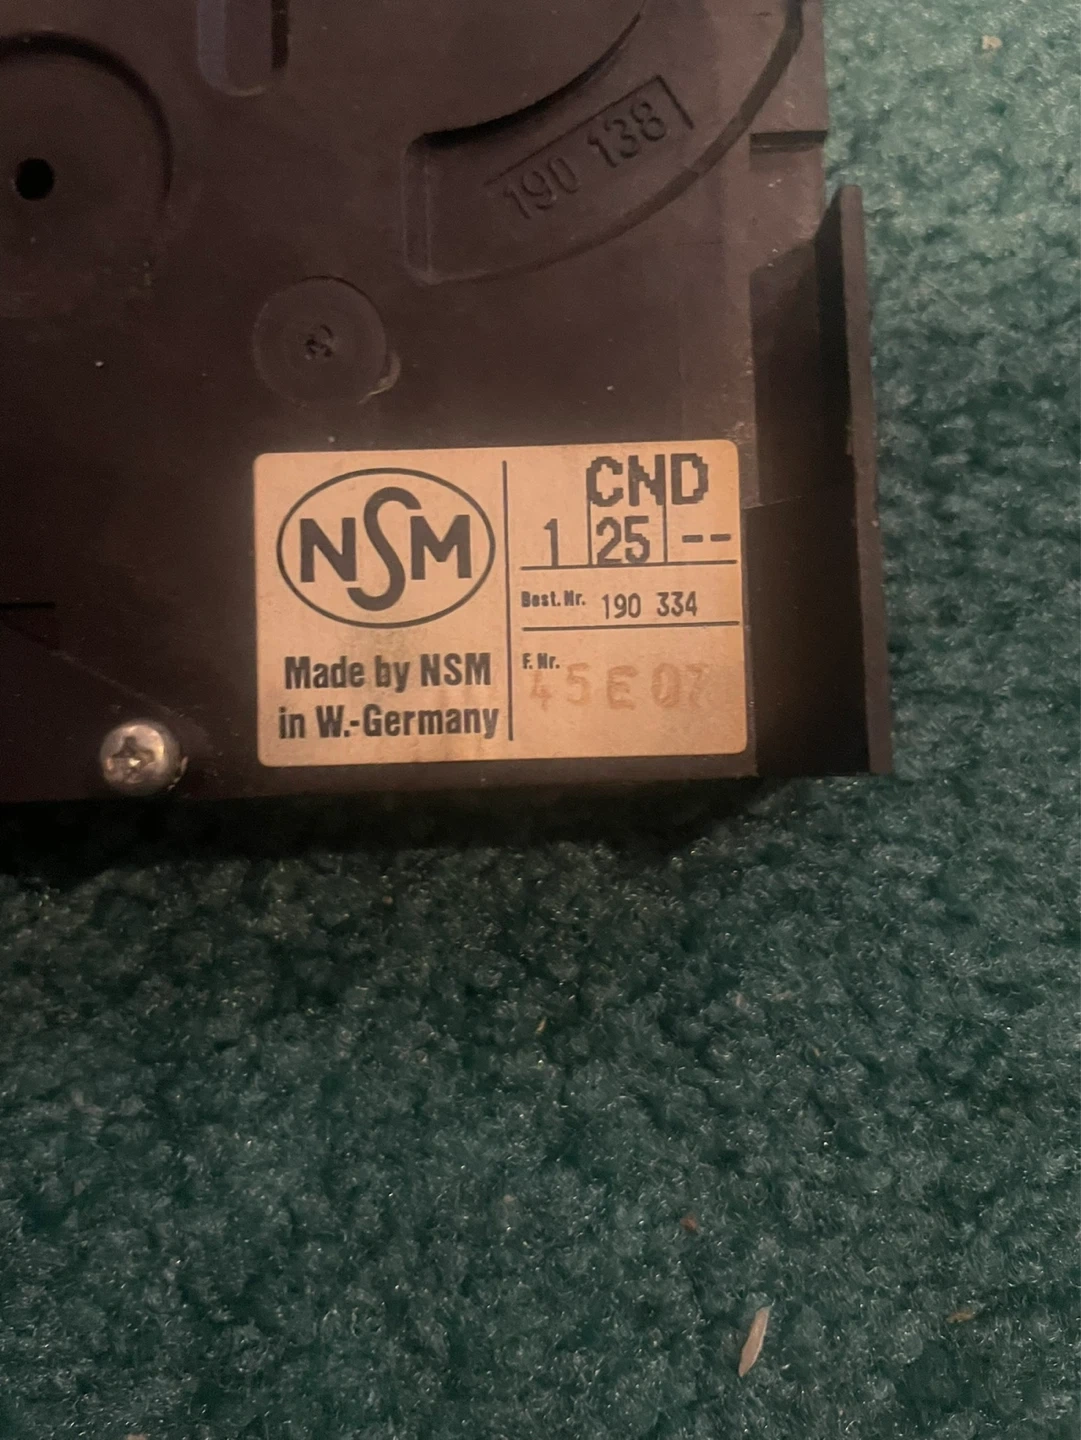 190 138
NSM
Made by NSM
in W.-Germany
CND
1 25 --
Best.Nr. 190 334
F.Nr. 45E07